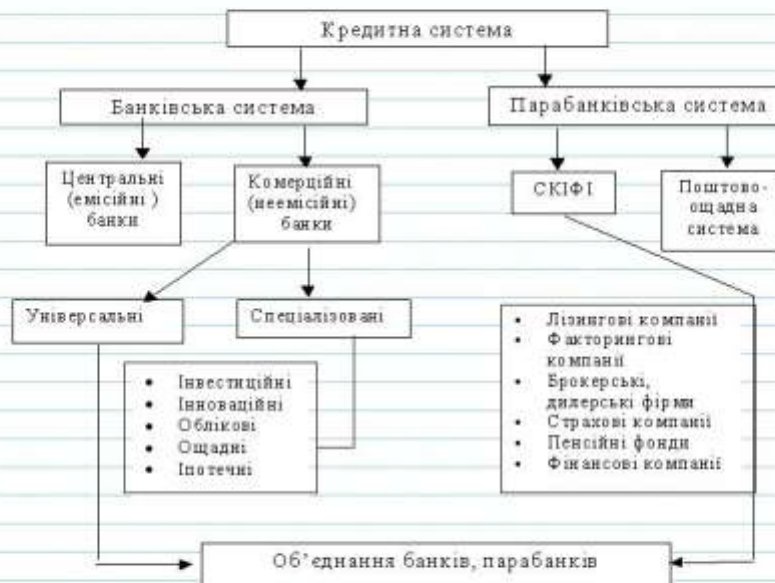 Кредитна система
Банківська система
Парабанківська система
Центральні
(емісійні )
банки
Комерційні
(неемісійні)
банки
СКІФІ
Поштово-
ощадна
система
Універсальні
Спеціалізовані
• Інвестиційні
• Інноваційні
• Облікові
• Ощадні
• Іпотечні
• Лізингові компанії
• Факторингові
компанії
• Брокерські,
дилерські фірми
• Страхові компанії
• Пенсійні фонди
• Фінансові компанії
Об’єднання банків, парабанків